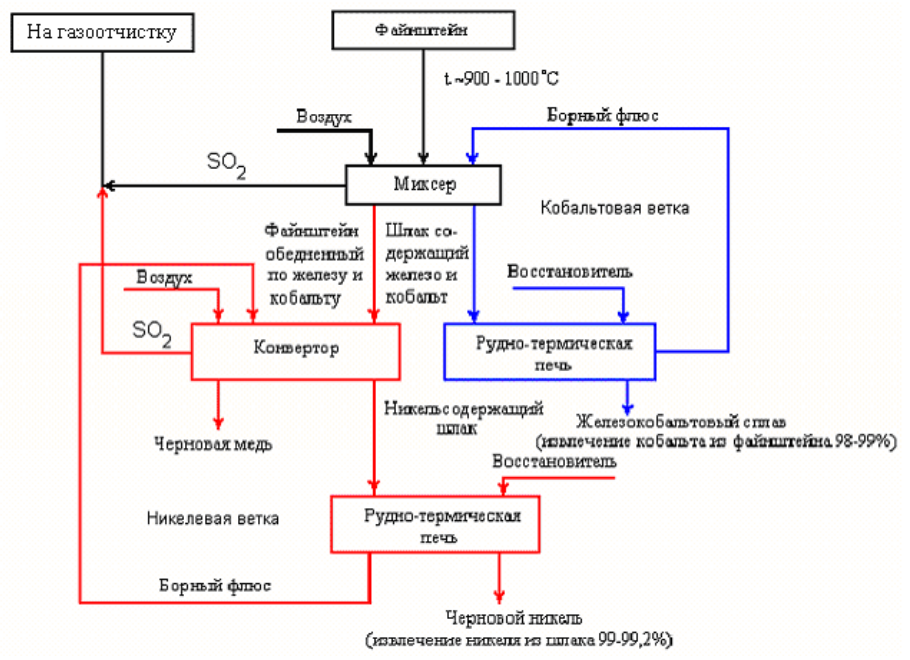 На газоотчистку
Файнштейн
t ~900 - 1000°C
Воздух
Борный флюс
SO2
Миксер
Кобальтовая ветка
Файнштейн
обедненный
по железу и
кобальту
Шлак со-
держащий
железо и
кобальт
Воздух
Восстановитель
SO2
Конвертор
Рудно-термическая
печь
Никельсодержащий
шлак
Черновая медь
Железокобальтовый сплав
(извлечение кобальта из файнштейна 98-99%)
Восстановитель
Никелевая ветка
Рудно-термическая
печь
Борный флюс
Черновой никель
(извлечение никеля из шлака 99-99,2%)